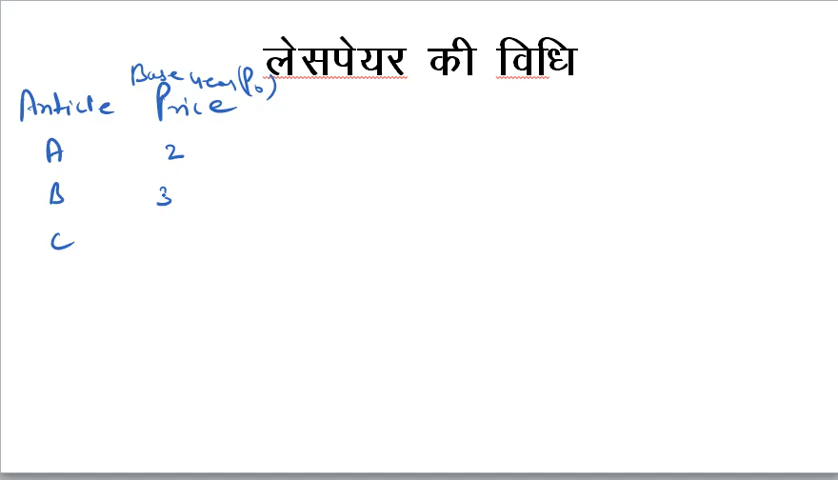 लेसपेयर की विधि
Base year (P₀)
Article Price
A 2
B 3
C